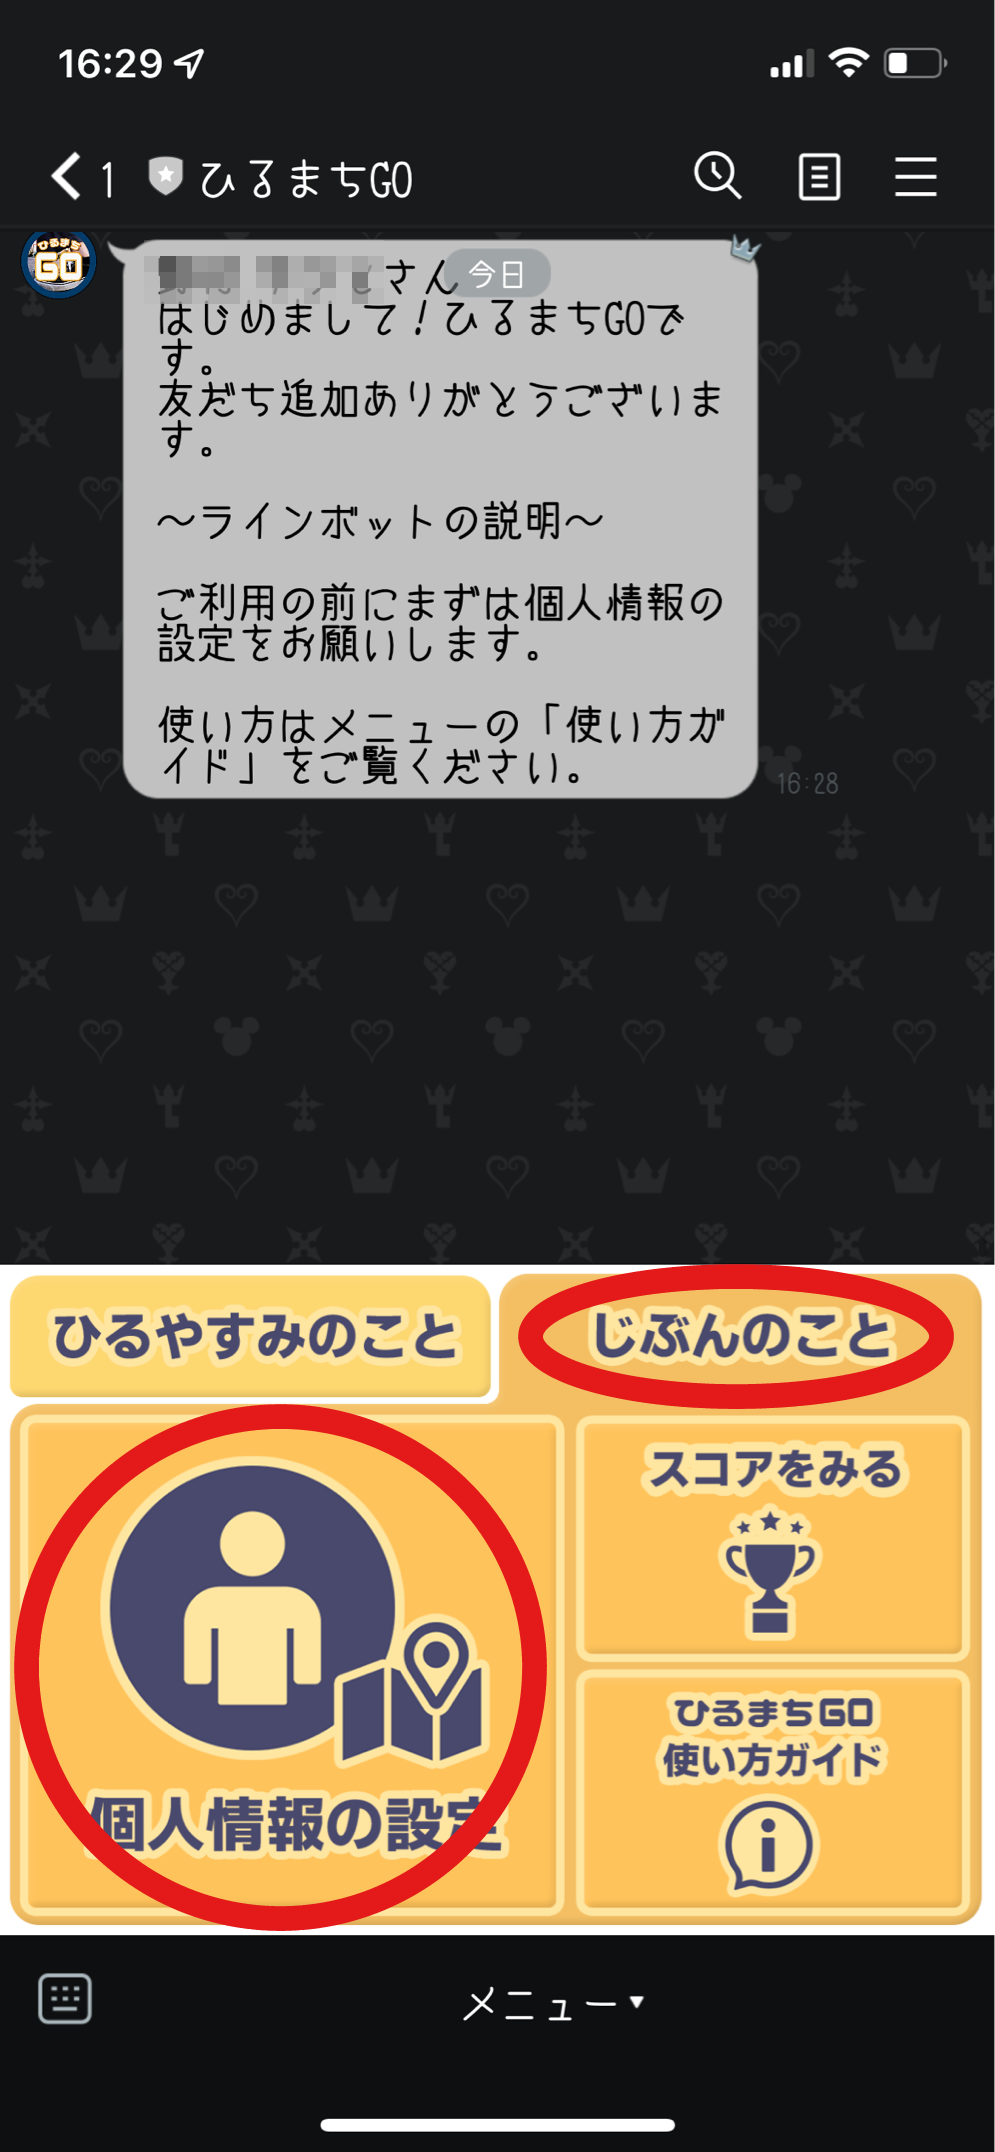 16:29
1 ひるまちGO
ひるまち
GO
さん
今日
はじめまして！ひるまちGOで
す。
友だち追加ありがとうございま
す。
〜ラインボットの説明〜
ご利用の前にまずは個人情報の
設定をお願いします。
使い方はメニューの「使い方ガ
イド」をご覧ください。
16:28
ひるやすみのこと
じぶんのこと
個人情報の設定
スコアをみる
ひるまちGO
使い方ガイド
メニュー▼